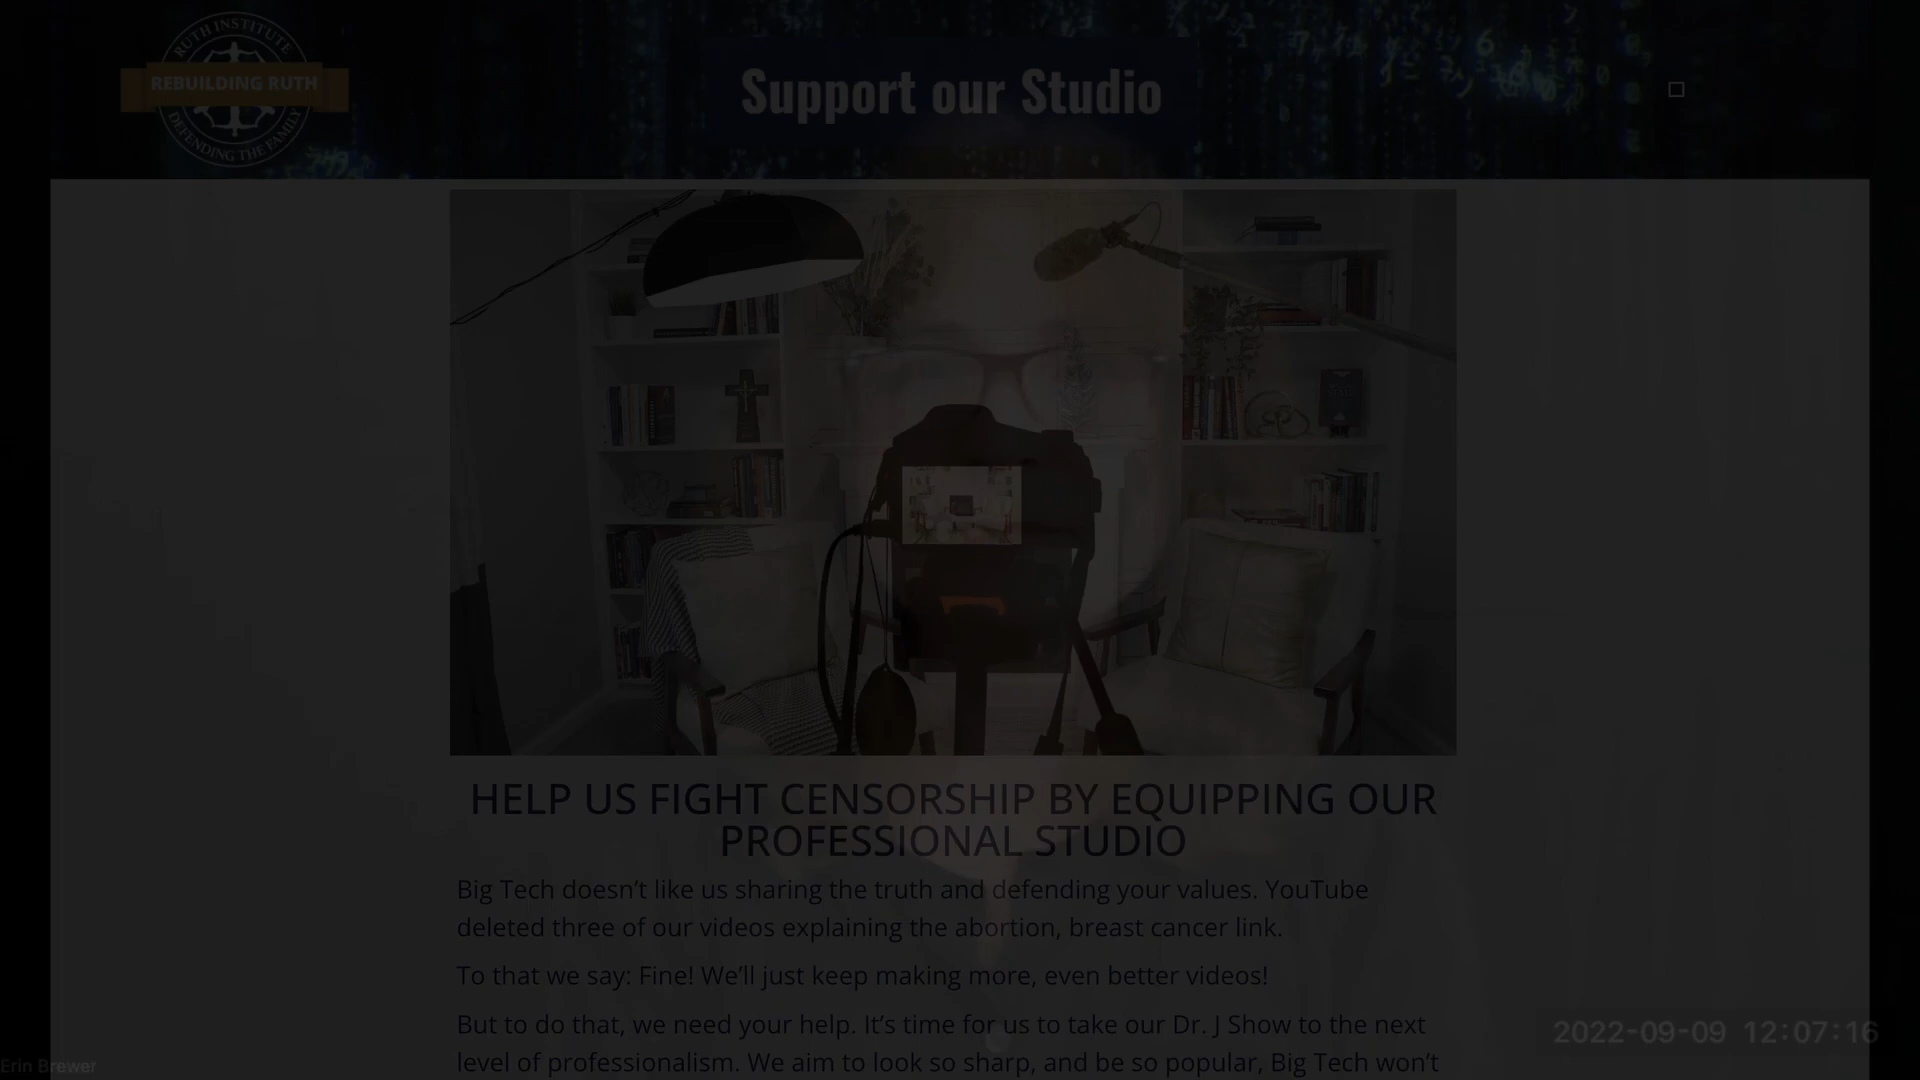 RUTH INSTITUTE
REBUILDING RUTH
DEFENDING THE FAMILY
Support our Studio
HELP US FIGHT CENSORSHIP BY EQUIPPING OUR
PROFESSIONAL STUDIO
Big Tech doesn’t like us sharing the truth and defending your values. YouTube
deleted three of our videos explaining the abortion, breast cancer link.
To that we say: Fine! We’ll just keep making more, even better videos!
But to do that, we need your help. It’s time for us to take our Dr. J Show to the next
level of professionalism. We aim to look so sharp, and be so popular, Big Tech won’t
2022-09-09 12:07:16
Erin Brewer